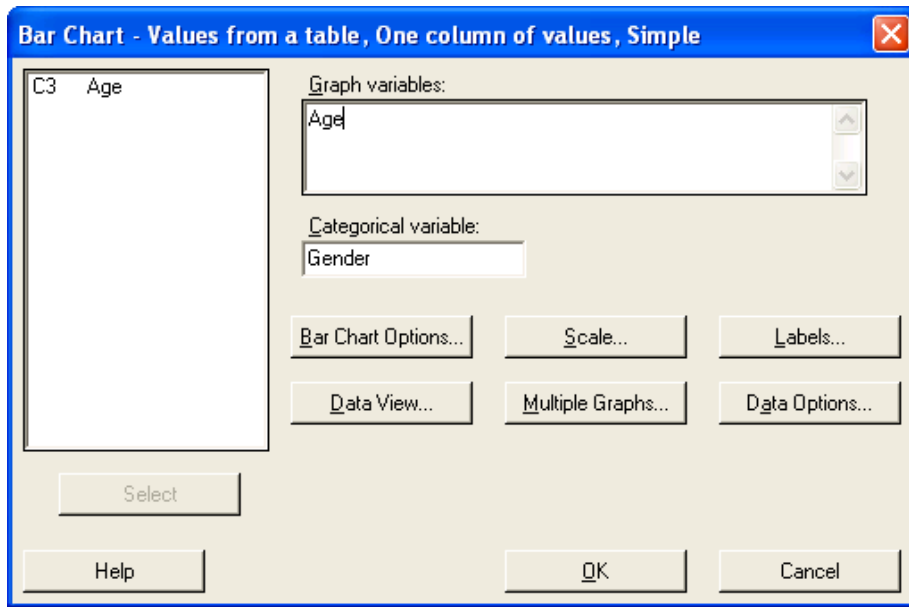 Bar Chart - Values from a table, One column of values, Simple
C3 Age
Graph variables:
Age
Categorical variable:
Gender
Bar Chart Options... Scale... Labels...
Data View... Multiple Graphs... Data Options...
Select
Help OK Cancel